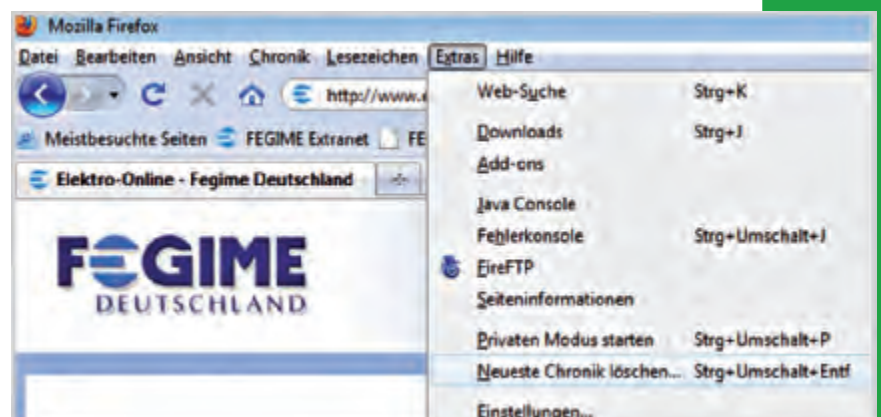 Mozilla Firefox
Datei Bearbeiten Ansicht Chronik Lesezeichen Extras Hilfe
http://www.
Meistbesuchte Seiten FEGIME Extranet FE
Elektro-Online - Fegime Deutschland
FEGIME
DEUTSCHLAND
Web-Suche Strg+K
Downloads Strg+J
Add-ons
Java Console
Fehlerkonsole Strg+Umschalt+J
FireFTP
Seiteninformationen
Privaten Modus starten Strg+Umschalt+P
Neueste Chronik löschen... Strg+Umschalt+Entf
Einstellungen...